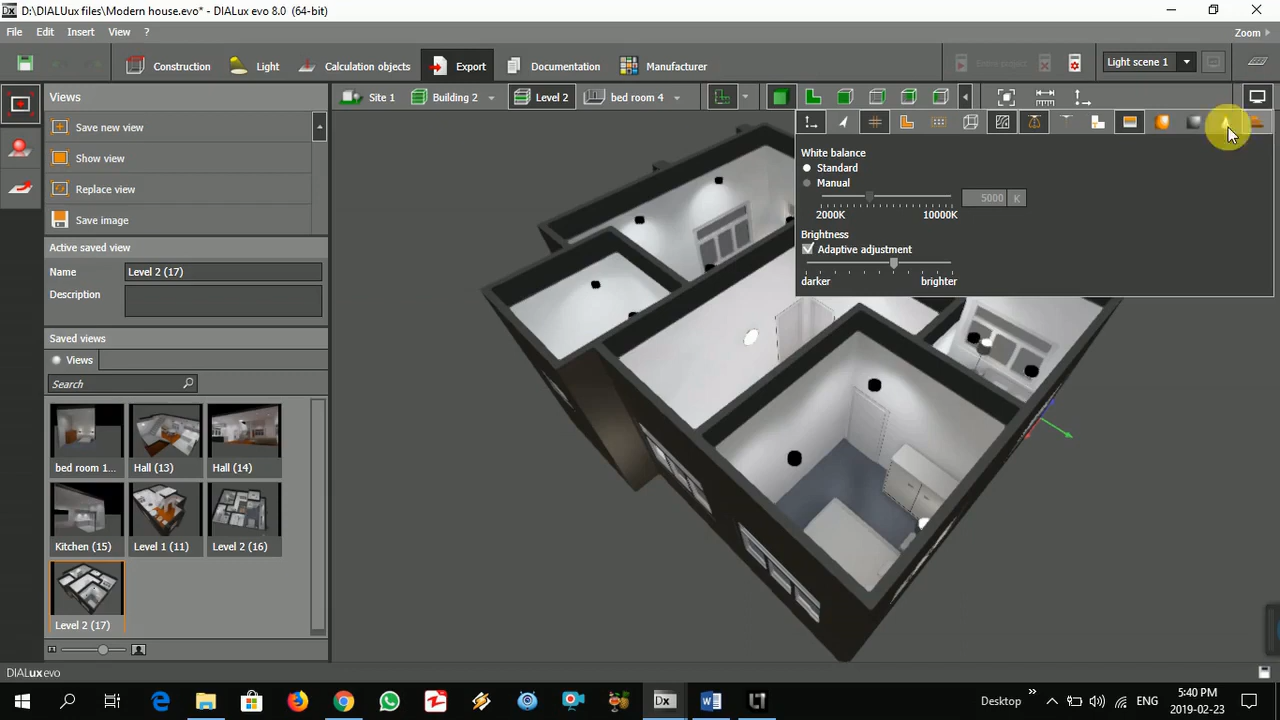 D:\DIALUux files\Modern house.evo* - DIALux evo 8.0  (64-bit)
File Edit Insert View ?
Zoom
Construction Light Calculation objects Export Documentation Manufacturer
Entire project
Light scene 1
Views
Site 1 Building 2 Level 2 bed room 4
Save new view
Show view
Replace view
Save image
White balance
Standard
Manual
5000 K
2000K 10000K
Brightness
Adaptive adjustment
darker brighter
Active saved view
Name Level 2 (17)
Description
Saved views
Views
Search
bed room 1... Hall (13) Hall (14)
Kitchen (15) Level 1 (11) Level 2 (16)
Level 2 (17)
DIALux evo
Desktop
ENG
5:40 PM
2019-02-23